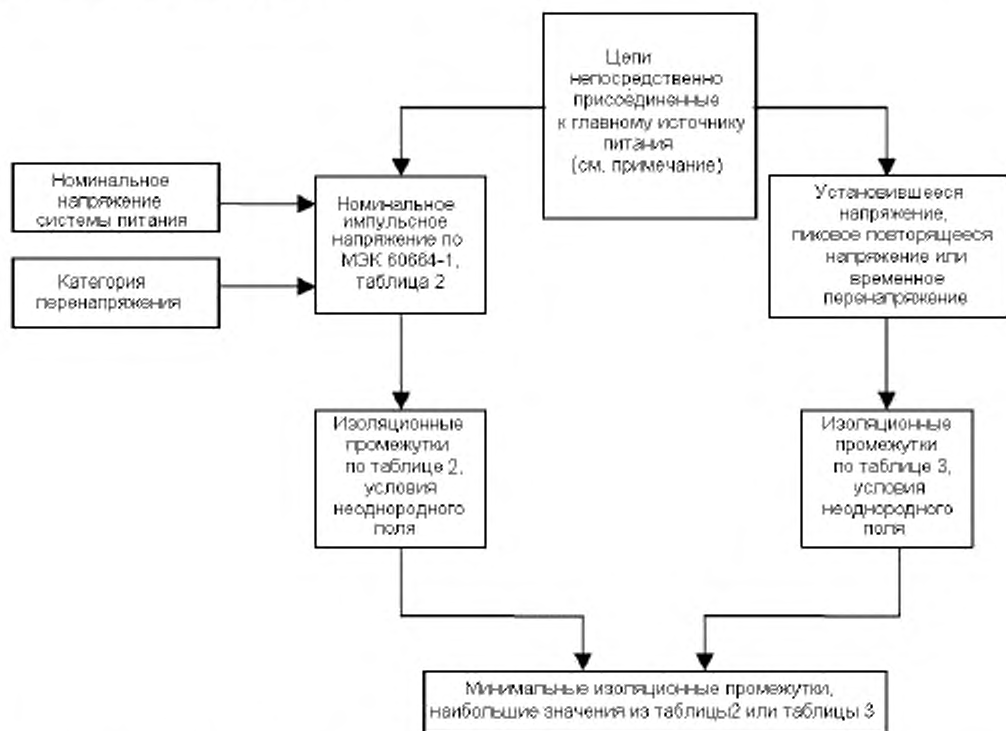 Цепи
непосредственно
присоединенные
к главному источнику
питания
(см. примечание)
Номинальное
напряжение
системы питания
Категория
перенапряжения
Номинальное
импульсное
напряжение по
МЭК 60664-1,
таблица 2
Установившееся
напряжение,
пиковое повторящееся
напряжение или
временное
перенапряжение
Изоляционные
промежутки
по таблице 2,
условия
неоднородного
поля
Изоляционные
промежутки
по таблице 3,
условия
неоднородного
поля
Минимальные изоляционные промежутки,
наибольшие значения из таблицы2 или таблицы 3